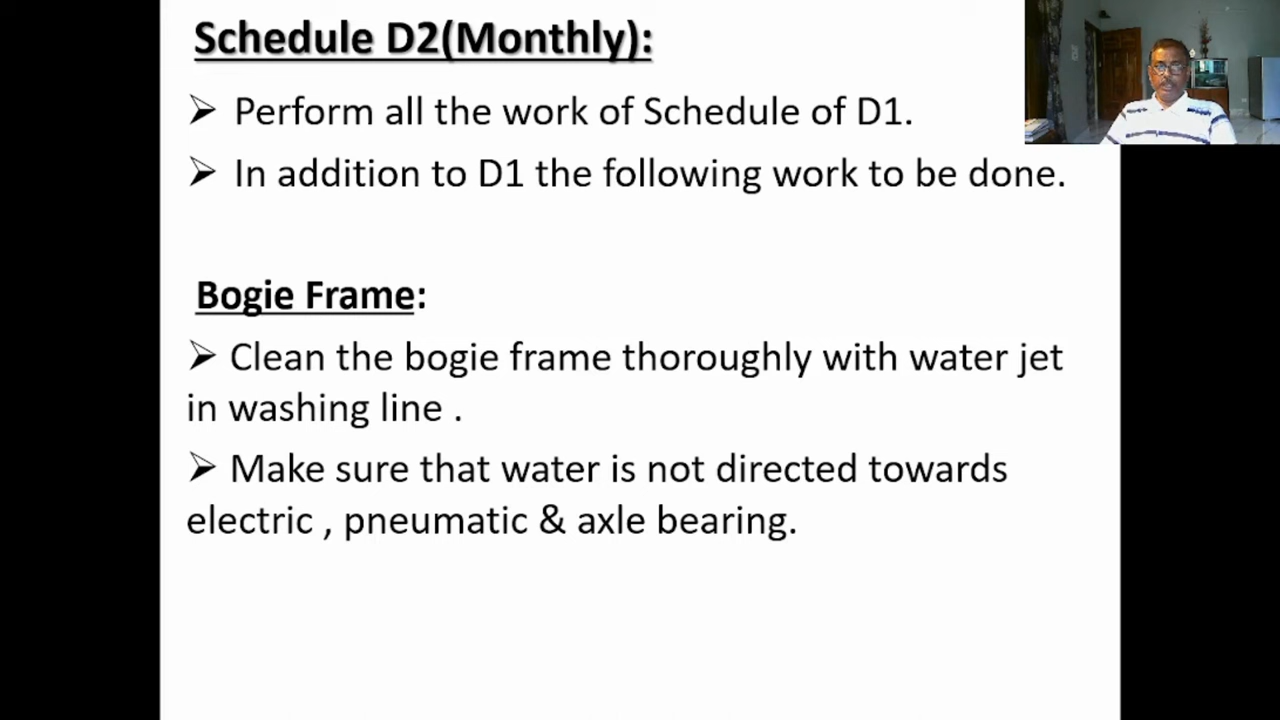 Schedule D2(Monthly):
➢ Perform all the work of Schedule of D1.
➢ In addition to D1 the following work to be done.
Bogie Frame:
➢ Clean the bogie frame thoroughly with water jet
in washing line .
➢ Make sure that water is not directed towards
electric , pneumatic & axle bearing.